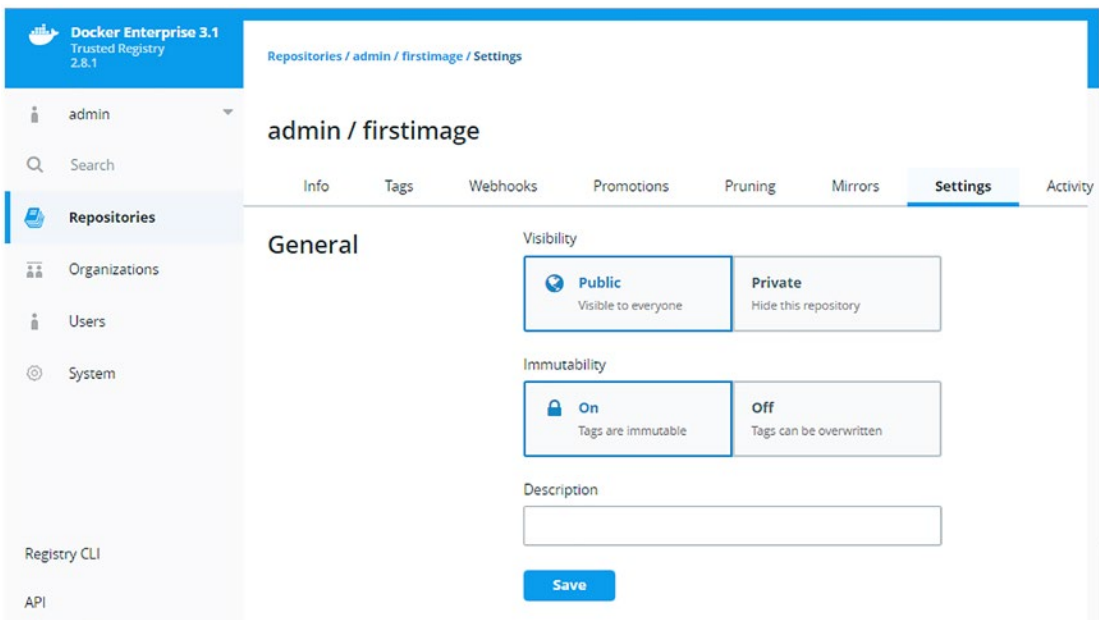 Docker Enterprise 3.1
Trusted Registry
2.8.1
admin
Search
Repositories
Organizations
Users
System
Registry CLI
API
Repositories / admin / firstimage / Settings
admin / firstimage
Info Tags Webhooks Promotions Pruning Mirrors Settings Activity
General
Visibility
Public Private
Visible to everyone Hide this repository
Immutability
On Off
Tags are immutable Tags can be overwritten
Description
Save